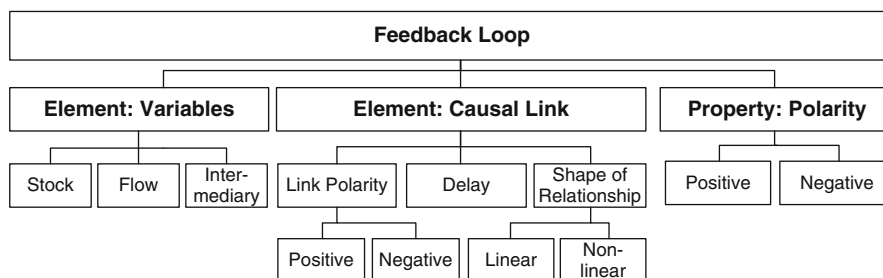 Feedback Loop
Element: Variables
Element: Causal Link
Property: Polarity
Stock
Flow
Inter-
mediary
Link Polarity
Delay
Shape of
Relationship
Positive
Negative
Positive
Negative
Linear
Non-
linear